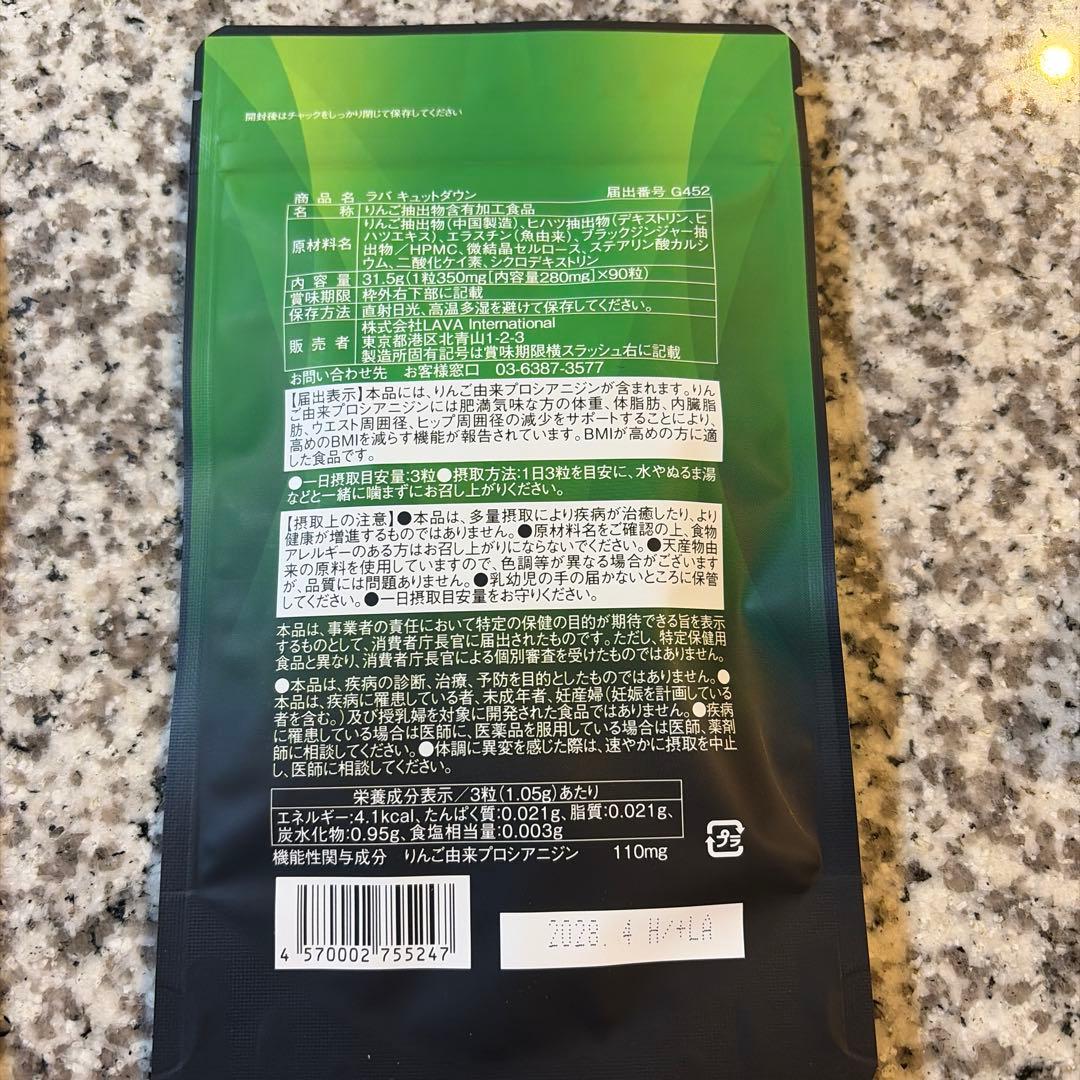 開封後はチャックをしっかり閉じて保存してください
商品名 ラバ キュットダウン 届出番号 G452
名称 りんご抽出物含有加工食品
原材料名 りんご抽出物(中国製造)、ヒハツ抽出物(デキストリン、ヒ
ハツエキス)、エラスチン(魚由来)、ブラックジンジャー抽
出物/HPMC、微結晶セルロース、ステアリン酸カルシ
ウム、二酸化ケイ素、シクロデキストリン
内容量 31.5g(1粒350mg[内容量280mg]×90粒)
賞味期限 枠外右下部に記載
保存方法 直射日光、高温多湿を避けて保存してください。
販売者 株式会社LAVA International
東京都港区北青山1-2-3
製造所固有記号は賞味期限横スラッシュ右に記載
お問い合わせ先 お客様窓口 03-6387-3577
【届出表示】本品には、りんご由来プロシアニジンが含まれます。りん
ご由来プロシアニジンには肥満気味な方の体重、体脂肪、内臓脂
肪、ウエスト周囲径、ヒップ周囲径の減少をサポートすることにより、
高めのBMIを減らす機能が報告されています。BMIが高めの方に適
した食品です。
●一日摂取目安量:3粒●摂取方法:1日3粒を目安に、水やぬるま湯
などと一緒に噛まずにお召し上がりください。
【摂取上の注意】●本品は、多量摂取により疾病が治癒したり、より
健康が増進するものではありません。●原材料名をご確認の上、食物
アレルギーのある方はお召し上がりにならないでください。●天産物由
来の原料を使用していますので、色調等が異なる場合がございます
が、品質には問題ありません。●乳幼児の手の届かないところに保管
してください。●一日摂取目安量をお守りください。
本品は、事業者の責任において特定の保健の目的が期待できる旨を表示
するものとして、消費者庁長官に届出されたものです。ただし、特定保健用
食品と異なり、消費者庁長官による個別審査を受けたものではありません。
●本品は、疾病の診断、治療、予防を目的としたものではありません。●
本品は、疾病に罹患している者、未成年者、妊産婦(妊娠を計画している
者を含む。)及び授乳婦を対象に開発された食品ではありません。●疾病
に罹患している場合は医師に、医薬品を服用している場合は医師、薬剤
師に相談してください。●体調に異変を感じた際は、速やかに摂取を中止
し、医師に相談してください。
栄養成分表示/3粒(1.05g)あたり
エネルギー:4.1kcal、たんぱく質:0.021g、脂質:0.021g、
炭水化物:0.95g、食塩相当量:0.003g
機能性関与成分 りんご由来プロシアニジン 110mg
プラ
4 570002 755247
2028. 4 H/+LA